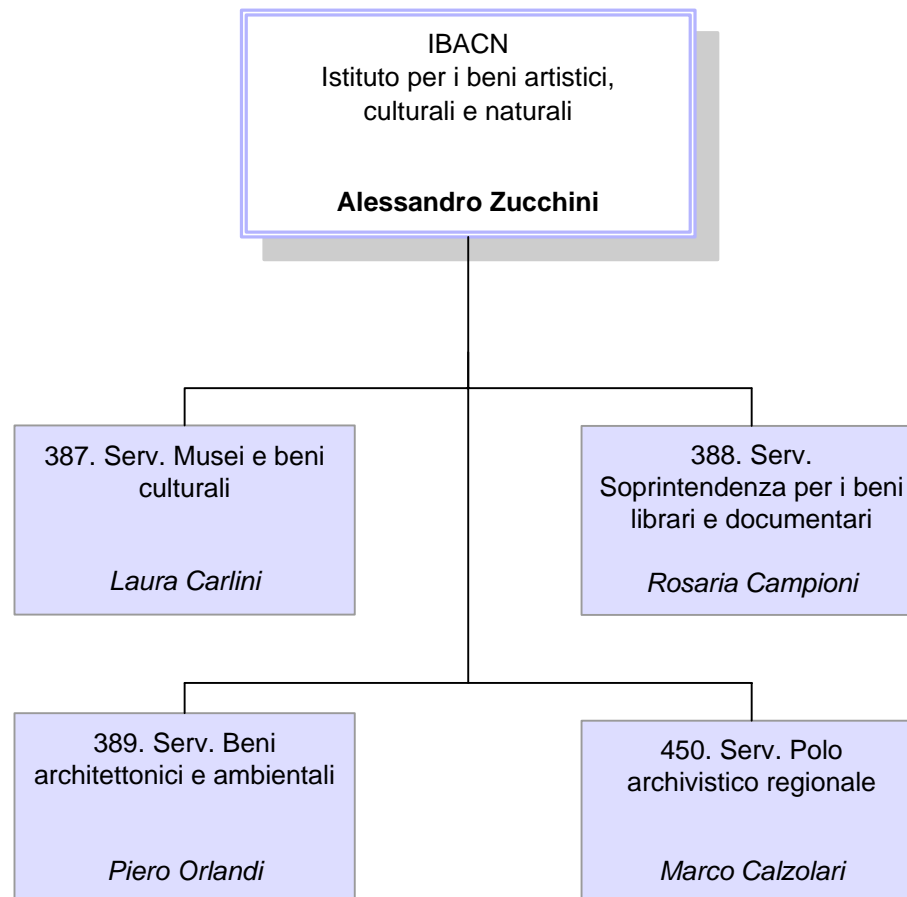 IBACN
Istituto per i beni artistici,
culturali e naturali
Alessandro Zucchini
387. Serv. Musei e beni
culturali
Laura Carlini
388. Serv.
Soprintendenza per i beni
librari e documentari
Rosaria Campioni
389. Serv. Beni
architettonici e ambientali
Piero Orlandi
450. Serv. Polo
archivistico regionale
Marco Calzolari